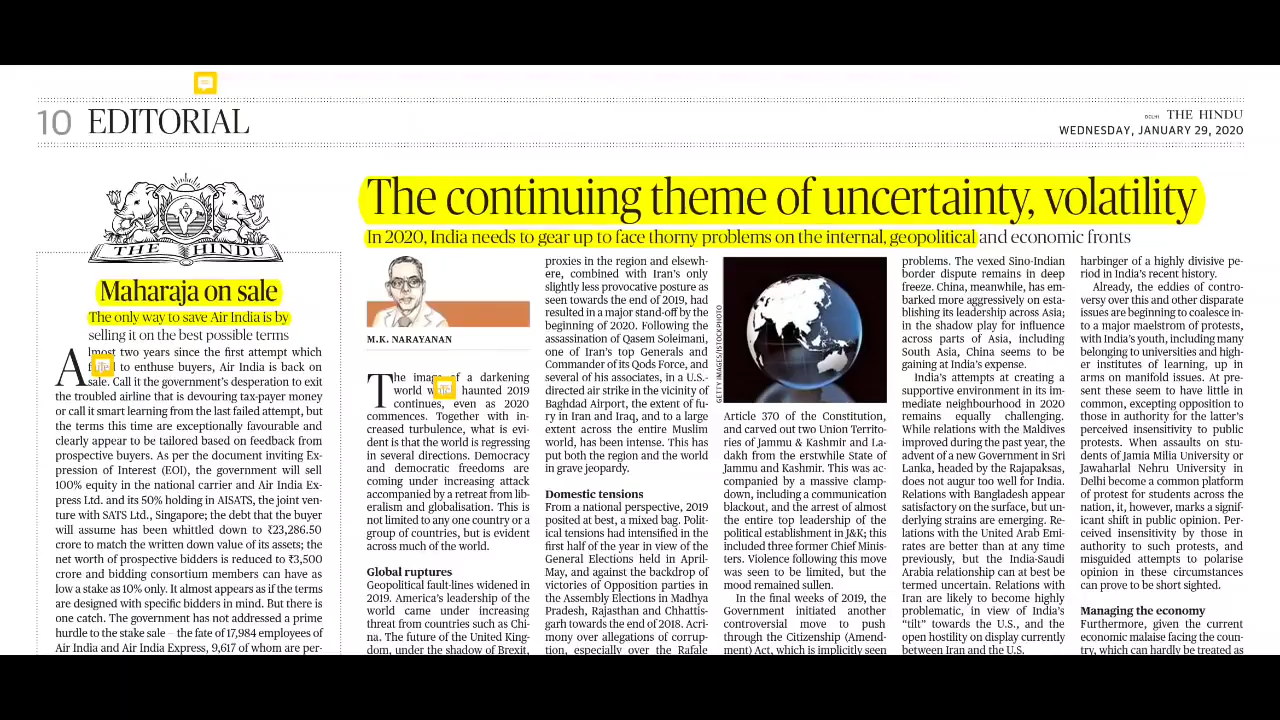 10 EDITORIAL
DELHI THE HINDU
WEDNESDAY, JANUARY 29, 2020
THE HINDU
Maharaja on sale
The only way to save Air India is by
selling it on the best possible terms
Almost two years since the first attempt which
to enthuse buyers, Air India is back on
sale. Call it the government's desperation to exit
the troubled airline that is devouring tax-payer money
or call it smart learning from the last failed attempt, but
the terms this time are exceptionally favourable and
clearly appear to be tailored based on feedback from
prospective buyers. As per the document inviting Ex-
pression of Interest (EOI), the government will sell
100% equity in the national carrier and Air India Ex-
press Ltd. and its 50% holding in AISATS, the joint ven-
ture with SATS Ltd., Singapore; the debt that the buyer
will assume has been whittled down to ₹23,286.50
crore to match the written down value of its assets; the
net worth of prospective bidders is reduced to ₹3,500
crore and bidding consortium members can have as
low a stake as 10% only. It almost appears as if the terms
are designed with specific bidders in mind. But there is
one catch. The government has not addressed a prime
hurdle to the stake sale – the fate of 17,984 employees of
Air India and Air India Express, 9,617 of whom are per-
The continuing theme of uncertainty, volatility
In 2020, India needs to gear up to face thorny problems on the internal, geopolitical and economic fronts
M.K. NARAYANAN
The image of a darkening
world haunted 2019
continues, even as 2020
commences. Together with in-
creased turbulence, what is evi-
dent is that the world is regressing
in several directions. Democracy
and democratic freedoms are
coming under increasing attack
accompanied by a retreat from lib-
eralism and globalisation. This is
not limited to any one country or a
group of countries, but is evident
across much of the world.
Global ruptures
Geopolitical fault-lines widened in
2019. America's leadership of the
world came under increasing
threat from countries such as Chi-
na. The future of the United King-
dom, under the shadow of Brexit,
proxies in the region and elsewh-
ere, combined with Iran's only
slightly less provocative posture as
seen towards the end of 2019, had
resulted in a major stand-off by the
beginning of 2020. Following the
assassination of Qasem Soleimani,
one of Iran's top Generals and
Commander of its Qods Force, and
several of his associates, in a U.S.-
directed air strike in the vicinity of
Baghdad Airport, the extent of fu-
ry in Iran and Iraq, and to a large
extent across the entire Muslim
world, has been intense. This has
put both the region and the world
in grave jeopardy.
Domestic tensions
From a national perspective, 2019
posited at best, a mixed bag. Polit-
ical tensions had intensified in the
first half of the year in view of the
General Elections held in April-
May, and against the backdrop of
victories of Opposition parties in
the Assembly Elections in Madhya
Pradesh, Rajasthan and Chhattis-
garh towards the end of 2018. Acri-
mony over allegations of corrup-
tion, especially over the Rafale
GETTY IMAGES/ISTOCKPHOTO
Article 370 of the Constitution,
and carved out two Union Territo-
ries of Jammu & Kashmir and La-
dakh from the erstwhile State of
Jammu and Kashmir. This was ac-
companied by a massive clamp-
down, including a communication
blackout, and the arrest of almost
the entire top leadership of the
political establishment in J&K; this
included three former Chief Minis-
ters. Violence following this move
was seen to be limited, but the
mood remained sullen.
In the final weeks of 2019, the
Government initiated another
controversial move to push
through the Citizenship (Amend-
ment) Act, which is implicitly seen
problems. The vexed Sino-Indian
border dispute remains in deep
freeze. China, meanwhile, has em-
barked more aggressively on esta-
blishing its leadership across Asia;
in the shadow play for influence
across parts of Asia, including
South Asia, China seems to be
gaining at India's expense.
India's attempts at creating a
supportive environment in its im-
mediate neighbourhood in 2020
remains equally challenging.
While relations with the Maldives
improved during the past year, the
advent of a new Government in Sri
Lanka, headed by the Rajapaksas,
does not augur too well for India.
Relations with Bangladesh appear
satisfactory on the surface, but un-
derlying strains are emerging. Re-
lations with the United Arab Emi-
rates are better than at any time
previously, but the India-Saudi
Arabia relationship can at best be
termed uncertain. Relations with
Iran are likely to become highly
problematic, in view of India's
"tilt" towards the U.S., and the
open hostility on display currently
between Iran and the U.S.
harbinger of a highly divisive pe-
riod in India's recent history.
Already, the eddies of contro-
versy over this and other disparate
issues are beginning to coalesce in-
to a major maelstrom of protests,
with India's youth, including many
belonging to universities and high-
er institutes of learning, up in
arms on manifold issues. At pre-
sent these seem to have little in
common, excepting opposition to
those in authority for the latter's
perceived insensitivity to public
protests. When assaults on stu-
dents of Jamia Milia University or
Jawaharlal Nehru University in
Delhi become a common platform
of protest for students across the
nation, it, however, marks a signif-
icant shift in public opinion. Per-
ceived insensitivity by those in
authority to such protests, and
misguided attempts to polarise
opinion in these circumstances
can prove to be short sighted.
Managing the economy
Furthermore, given the current
economic malaise facing the coun-
try, which can hardly be treated as